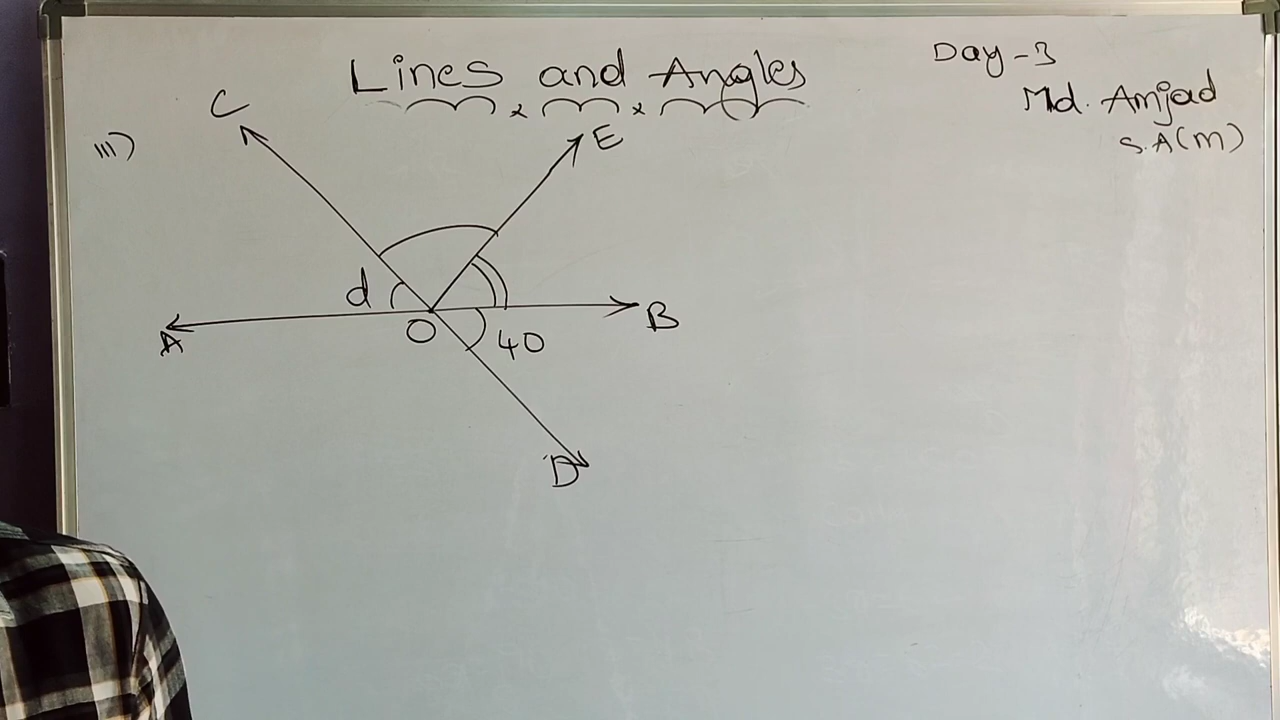 Lines and Angles
Day-3
Md. Amjad
S.A(M)
iii)
C
E
d
A
O
40
B
D